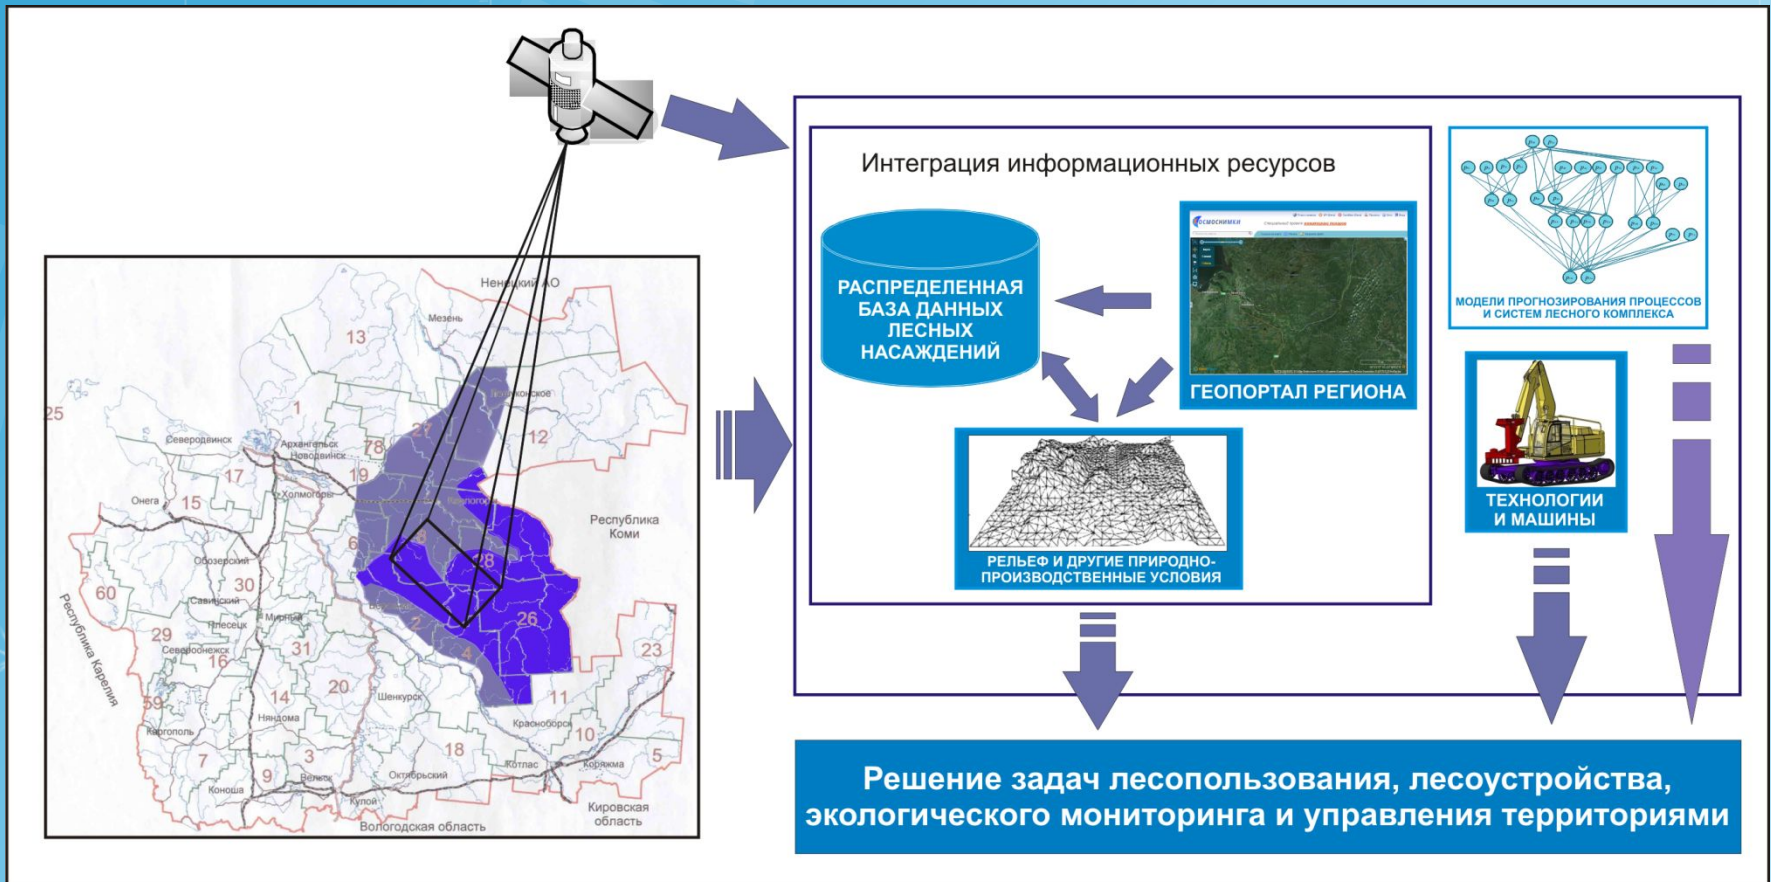 Интеграция информационных ресурсов
РАСПРЕДЕЛЕННАЯ
БАЗА ДАННЫХ
ЛЕСНЫХ
НАСАЖДЕНИЙ
ОСМОСНИМКИ
ГЕОПОРТАЛ РЕГИОНА
РЕЛЬЕФ И ДРУГИЕ ПРИРОДНО-
ПРОИЗВОДСТВЕННЫЕ УСЛОВИЯ
МОДЕЛИ ПРОГНОЗИРОВАНИЯ ПРОЦЕССОВ
И СИСТЕМ ЛЕСНОГО КОМПЛЕКСА
ТЕХНОЛОГИИ
И МАШИНЫ
Решение задач лесопользования, лесоустройства,
экологического мониторинга и управления территориями
Ненецкий АО
Мезень
13
25
1
27
12
Северодвинск
Архангельск
Новодвинск
78
17
19
Холмогоры
Онега
15
Республика
Коми
6
8
28
Обозерский
60
30
Савинский
Мирный
2
26
29
Плесецк
Североонежск
31
16
4
23
Республика Карелия
59
14
20
Шенкурск
11
Няндома
Красноборск
Каргополь
10
7
3
18
5
9
Вельск
Октябрьский
Котлас
Коряжма
Коноша
Кулой
Кировская
область
Вологодская область